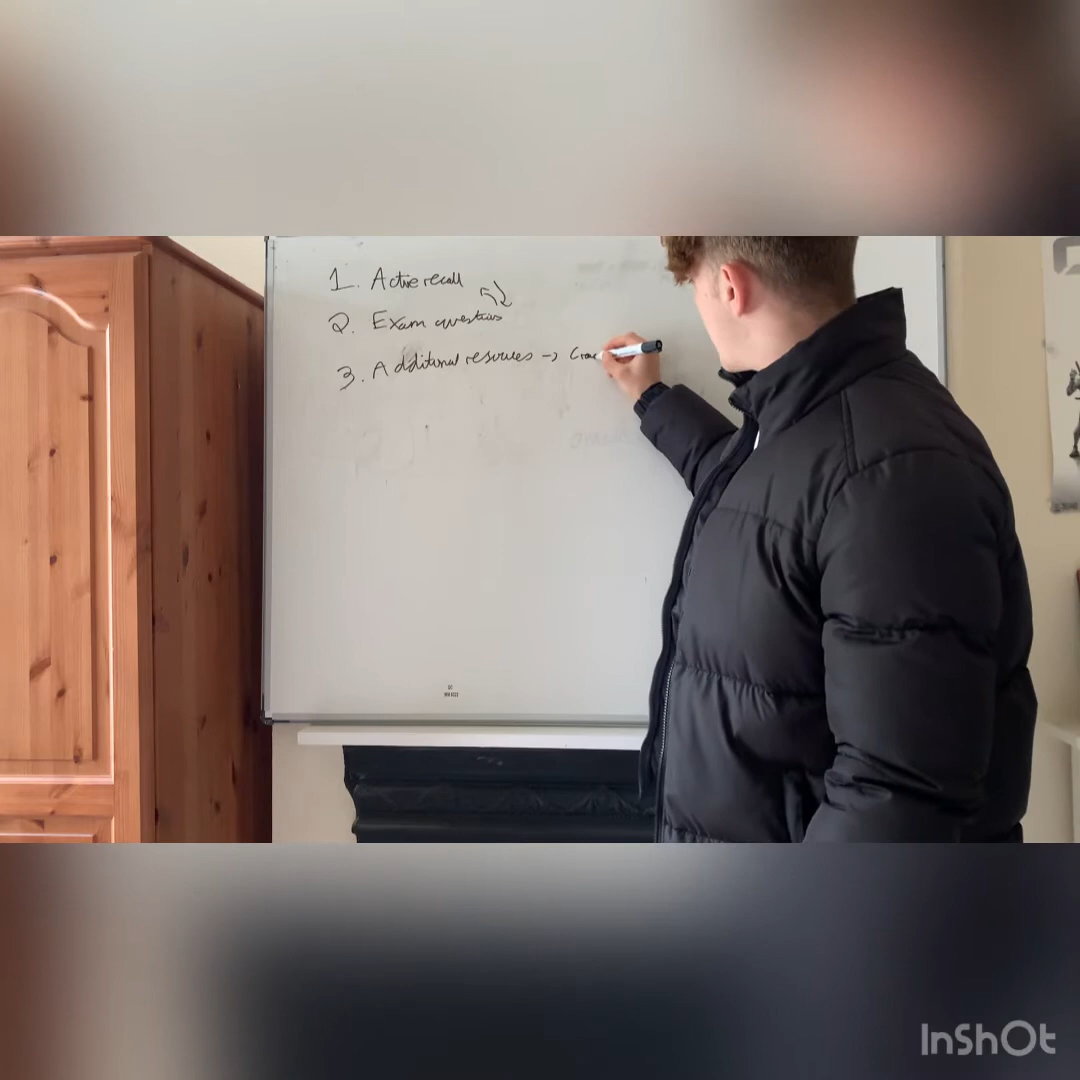 1. Active recall
2. Exam questions
3. Additional resources →
InShOt